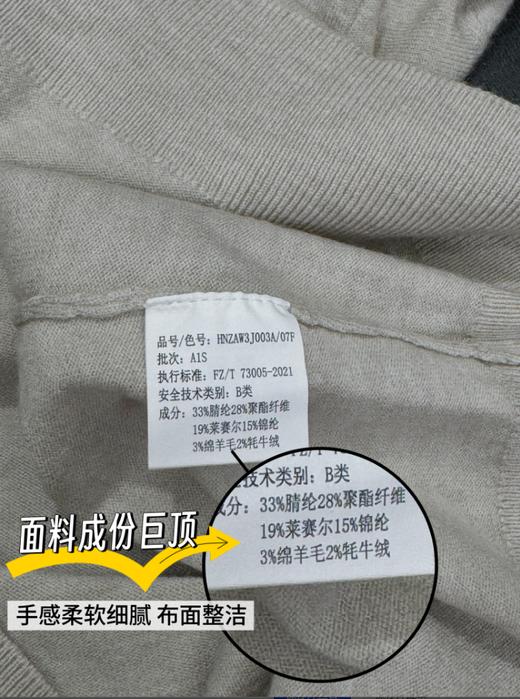 品号/色号: HNZAW3J003A/07F
批次: A1S
执行标准: FZ/T 73005-2021
安全技术类别: B类
成分: 33%腈纶28%聚酯纤维
19%莱赛尔15%锦纶
3%绵羊毛2%牦牛绒
技术类别: B类
成分: 33%腈纶28%聚酯纤维
19%莱赛尔15%锦纶
3%绵羊毛2%牦牛绒
面料成份巨顶
手感柔软细腻 布面整洁